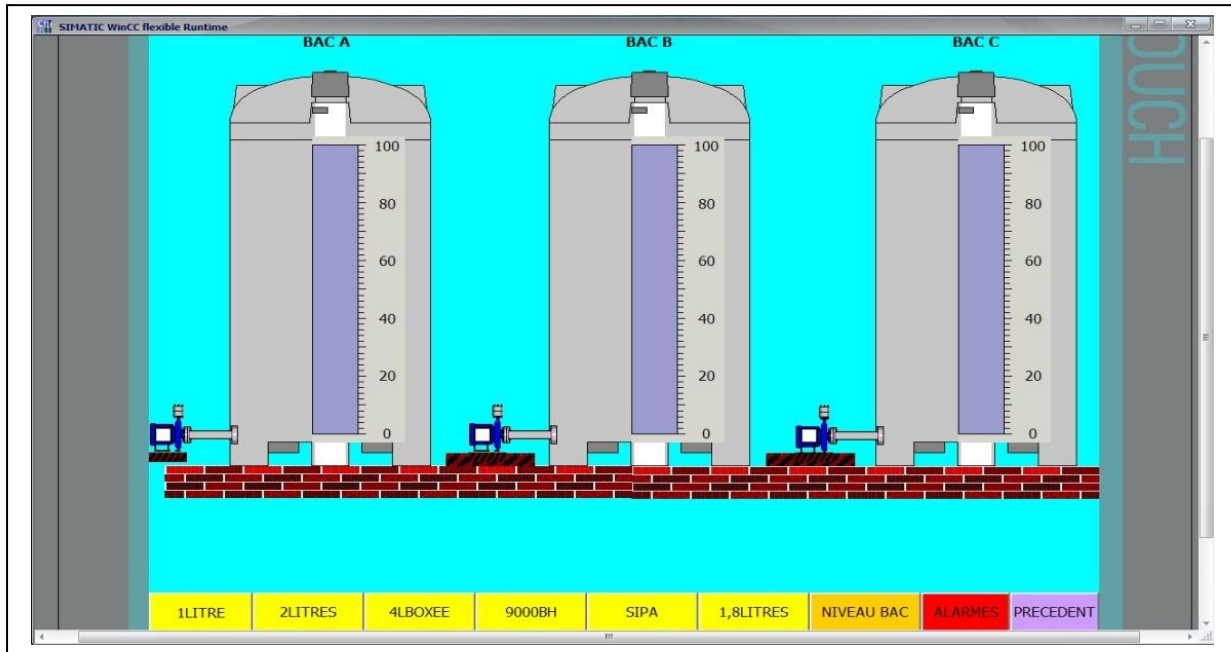 SIMATIC WinCC flexible Runtime
BAC A BAC B BAC C
100 100 100
80 80 80
60 60 60
40 40 40
20 20 20
0 0 0
OUCH
1LITRE 2LITRES 4LBOXEE 9000BH SIPA 1,8LITRES NIVEAU BAC ALARMES PRECEDENT